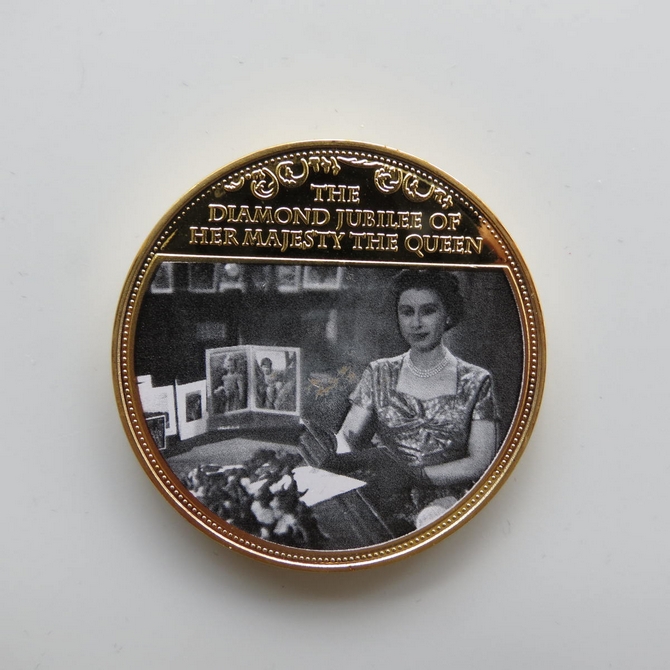 THE
DIAMOND JUBILEE OF
HER MAJESTY THE QUEEN